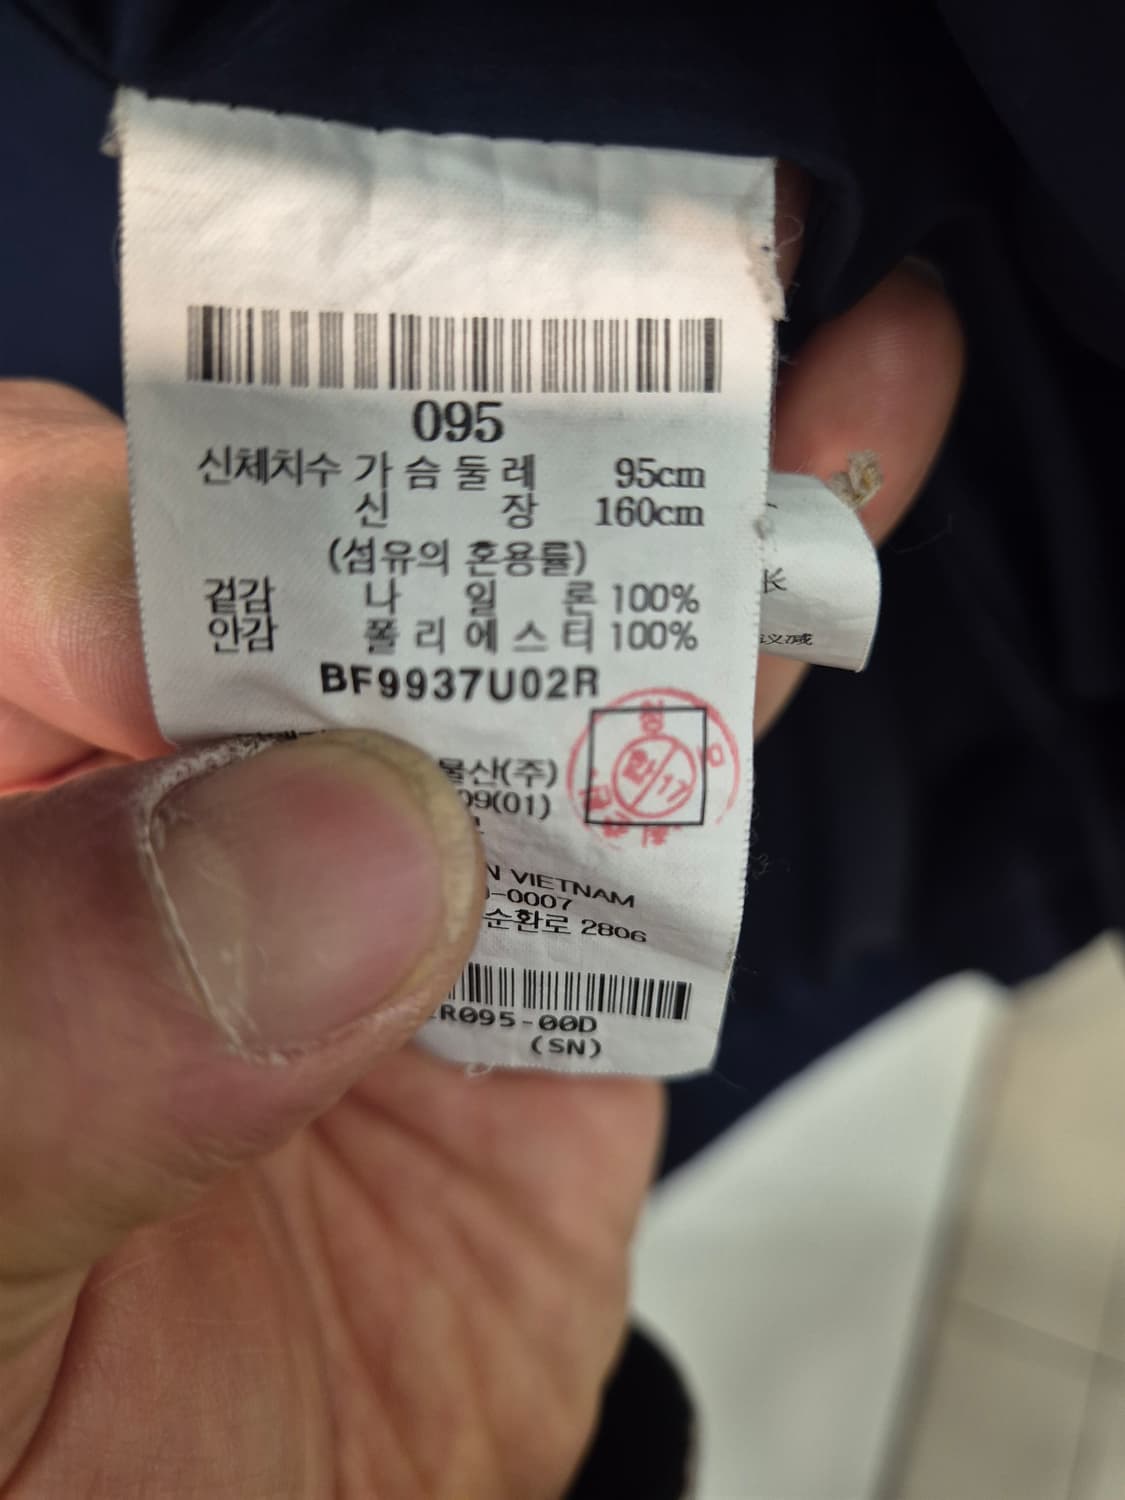 095
신체치수 가슴둘레 95cm
신장 160cm
(섬유의 혼용률)
겉감 나일론 100%
안감 폴리에스터 100%
BF9937U02R
물산(주)
09(01)
N VIETNAM
-0007
순환로 2806
R095-00D
(SN)
长